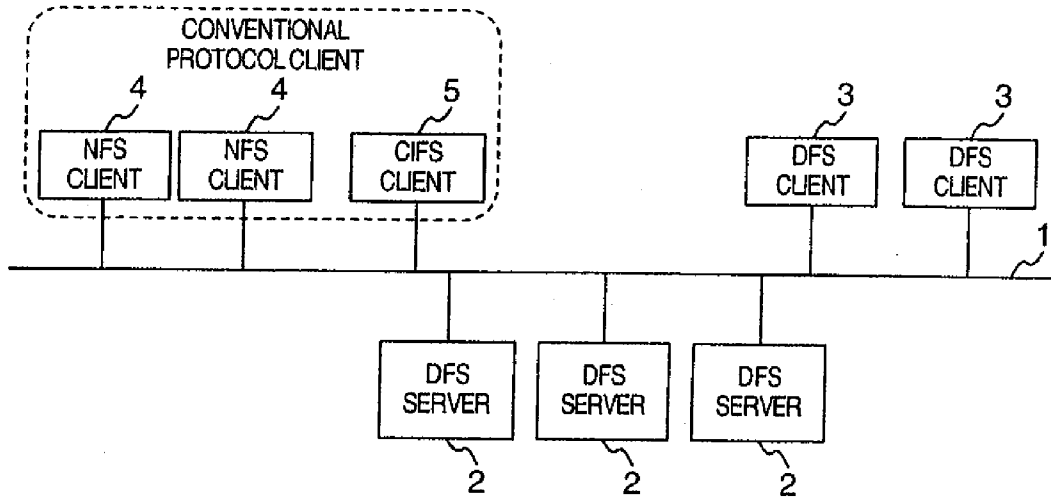 CONVENTIONAL
PROTOCOL CLIENT
4
4
5
3
3
NFS
CLIENT
NFS
CLIENT
CIFS
CLIENT
DFS
CLIENT
DFS
CLIENT
1
DFS
SERVER
DFS
SERVER
DFS
SERVER
2
2
2